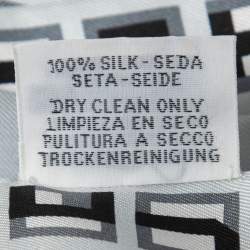 100% SILK-SEDA
SETA-SEIDE
DRY CLEAN ONLY
LIMPIEZA EN SECO
PULITURA A SECCO
TROCKENREINIGUNG